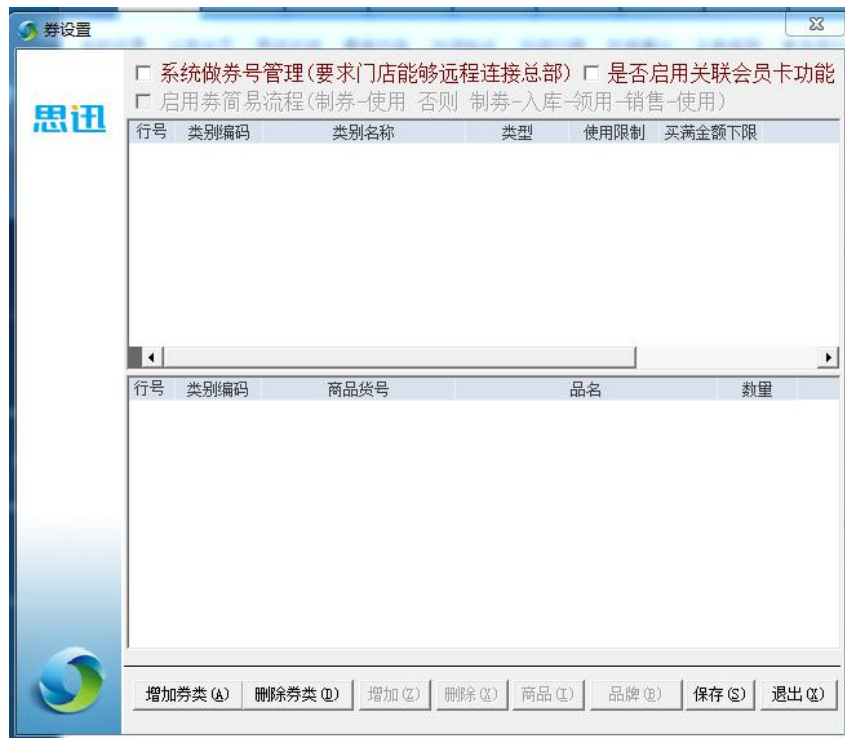 券设置
系统做券号管理(要求门店能够远程连接总部) 是否启用关联会员卡功能
思迅
启用券简易流程(制券-使用 否则 制券-入库-领用-销售-使用)
行号 类别编码 类别名称 类型 使用限制 买满金额下限
行号 类别编码 商品货号 品名 数量
增加券类(A) 删除券类(D) 增加(Z) 删除(X) 商品(I) 品牌(B) 保存(S) 退出(X)